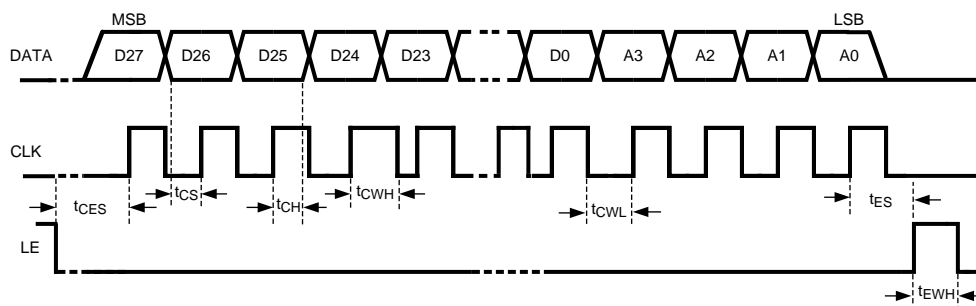 MSB LSB
DATA D27 D26 D25 D24 D23 D0 A3 A2 A1 A0
CLK
tCES tCS tCH tCWH tCWL tES
LE
tEWH